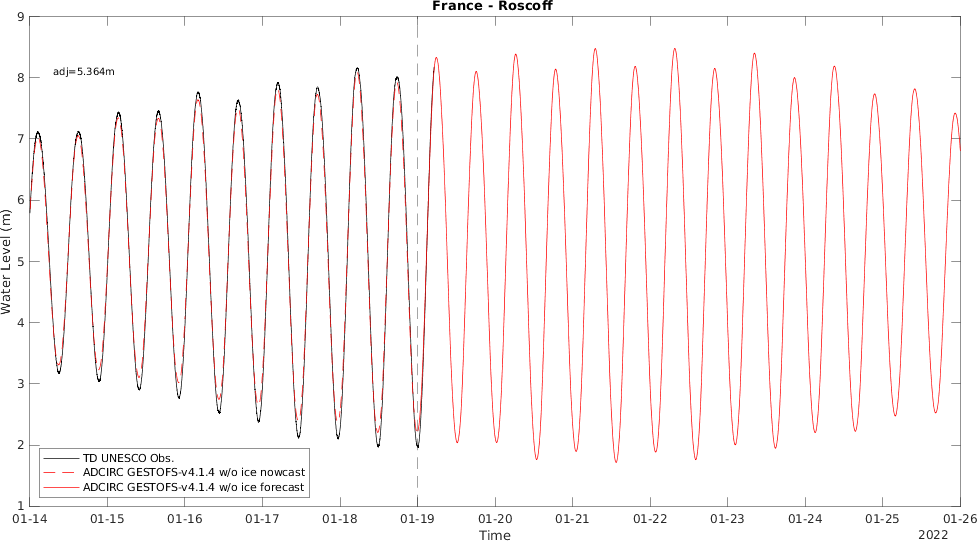 France - Roscoff
9
8
7
6
5
4
3
2
1
Water Level (m)
adj=5.364m
TD UNESCO Obs.
ADCIRC GESTOFS-v4.1.4 w/o ice nowcast
ADCIRC GESTOFS-v4.1.4 w/o ice forecast
01-14 01-15 01-16 01-17 01-18 01-19 01-20 01-21 01-22 01-23 01-24 01-25 01-26
Time
2022